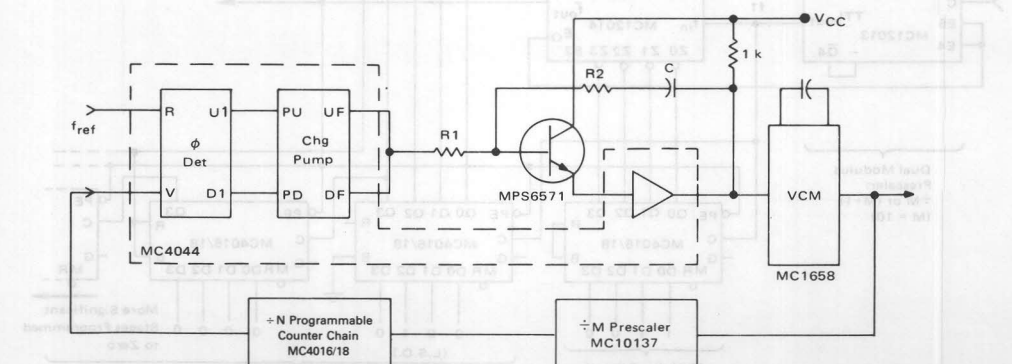 VCC
1 k
R2
C
R
U1
PU
UF
fref
φ
Det
Chg
Pump
R1
V
D1
PD
DF
MPS6571
VCM
MC4044
MC1658
÷N Programmable
Counter Chain
MC4016/18
÷M Prescaler
MC10137